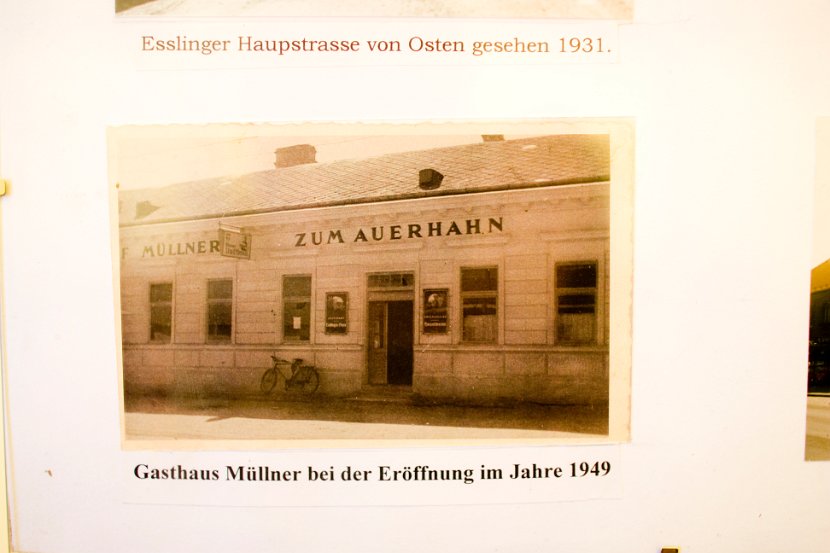 Esslinger Haupstrasse von Osten gesehen 1931.
F MÜLLNER
ZUM AUERHAHN
Gasthaus Müllner bei der Eröffnung im Jahre 1949